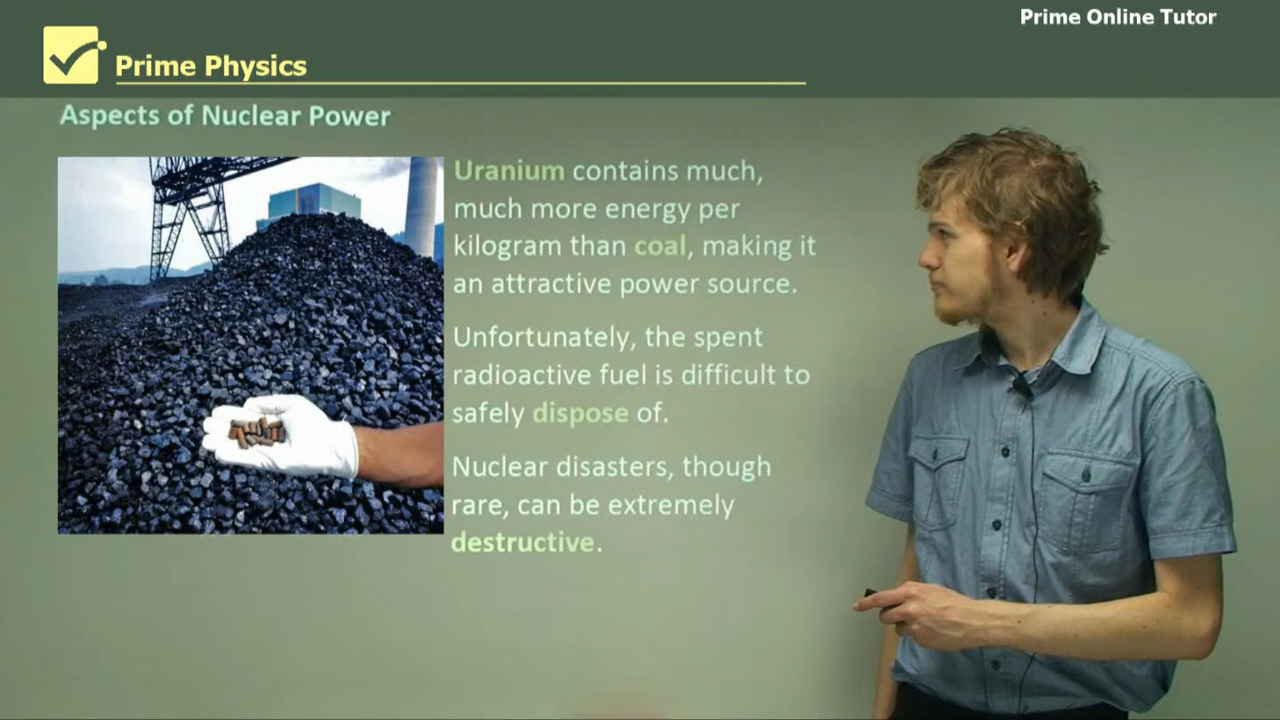 Prime Online Tutor
Prime Physics
Aspects of Nuclear Power
Uranium contains much,
much more energy per
kilogram than coal, making it
an attractive power source.
Unfortunately, the spent
radioactive fuel is difficult to
safely dispose of.
Nuclear disasters, though
rare, can be extremely
destructive.